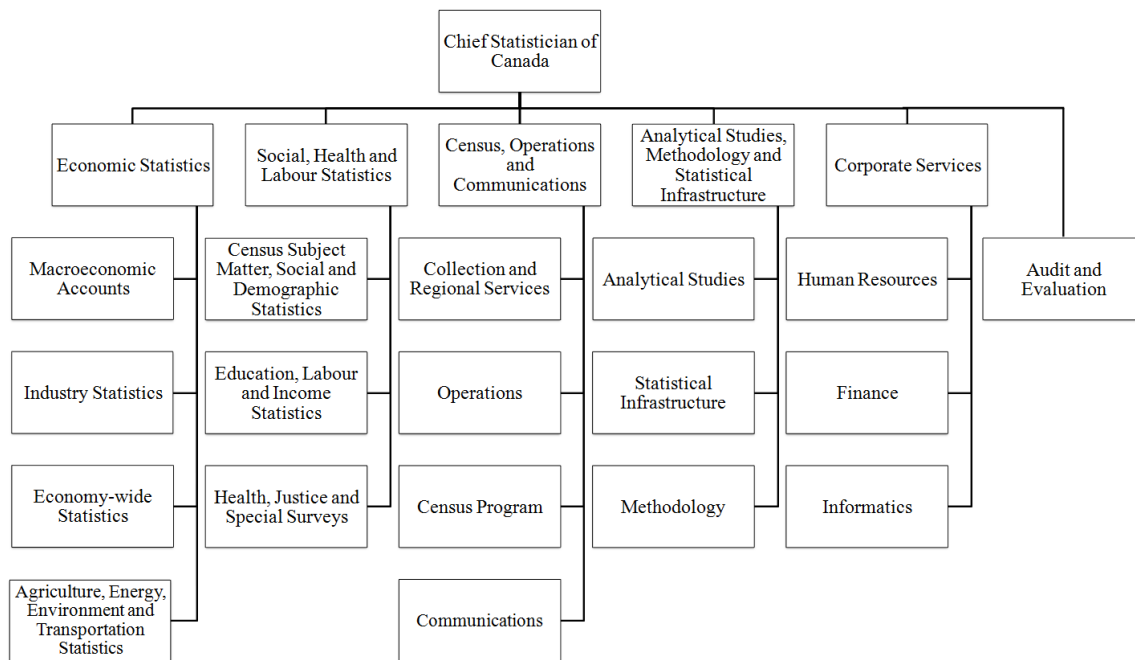 Chief Statistician of
Canada
Economic Statistics
Social, Health and
Labour Statistics
Census, Operations
and
Communications
Analytical Studies,
Methodology and
Statistical
Infrastructure
Corporate Services
Macroeconomic
Accounts
Census Subject
Matter, Social and
Demographic
Statistics
Collection and
Regional Services
Analytical Studies
Human Resources
Audit and
Evaluation
Industry Statistics
Education, Labour
and Income
Statistics
Operations
Statistical
Infrastructure
Finance
Economy-wide
Statistics
Health, Justice and
Special Surveys
Census Program
Methodology
Informatics
Agriculture, Energy,
Environment and
Transportation
Statistics
Communications